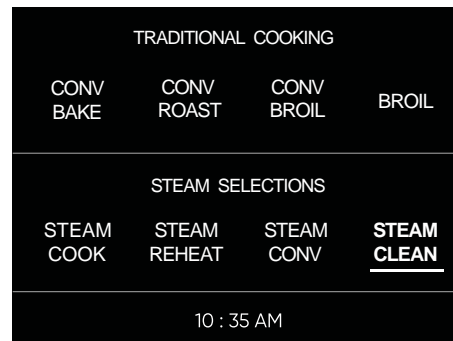 TRADITIONAL COOKING
CONV BAKE
CONV ROAST
CONV BROIL
BROIL
STEAM SELECTIONS
STEAM COOK
STEAM REHEAT
STEAM CONV
STEAM CLEAN
10 : 35 AM